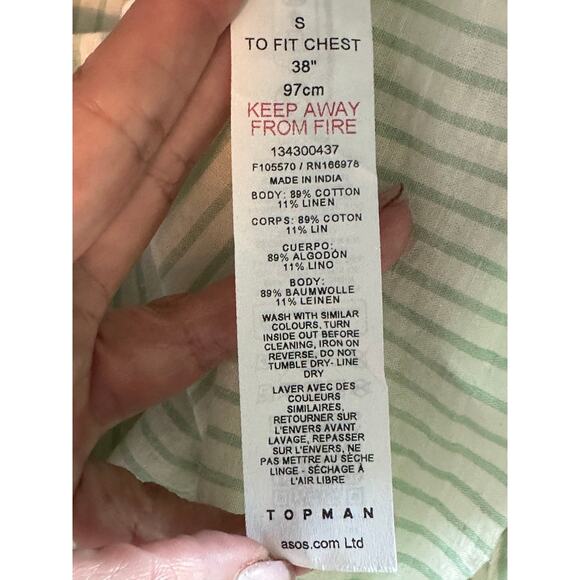 S
TO FIT CHEST
38"
97cm
KEEP AWAY
FROM FIRE
134300437
F105570 / RN166978
MADE IN INDIA
BODY: 89% COTTON
11% LINEN
CORPS: 89% COTON
11% LIN
CUERPO:
89% ALGODÓN
11% LINO
BODY:
89% BAUMWOLLE
11% LEINEN
WASH WITH SIMILAR
COLOURS, TURN
INSIDE OUT BEFORE
CLEANING, IRON ON
REVERSE, DO NOT
TUMBLE DRY- LINE
DRY
LAVER AVEC DES
COULEURS
SIMILAIRES,
RETOURNER SUR
L'ENVERS AVANT
LAVAGE, REPASSER
SUR L'ENVERS, NE
PAS METTRE AU SÈCHE
LINGE - SÉCHAGE À
L'AIR LIBRE
TOPMAN
asos.com Ltd